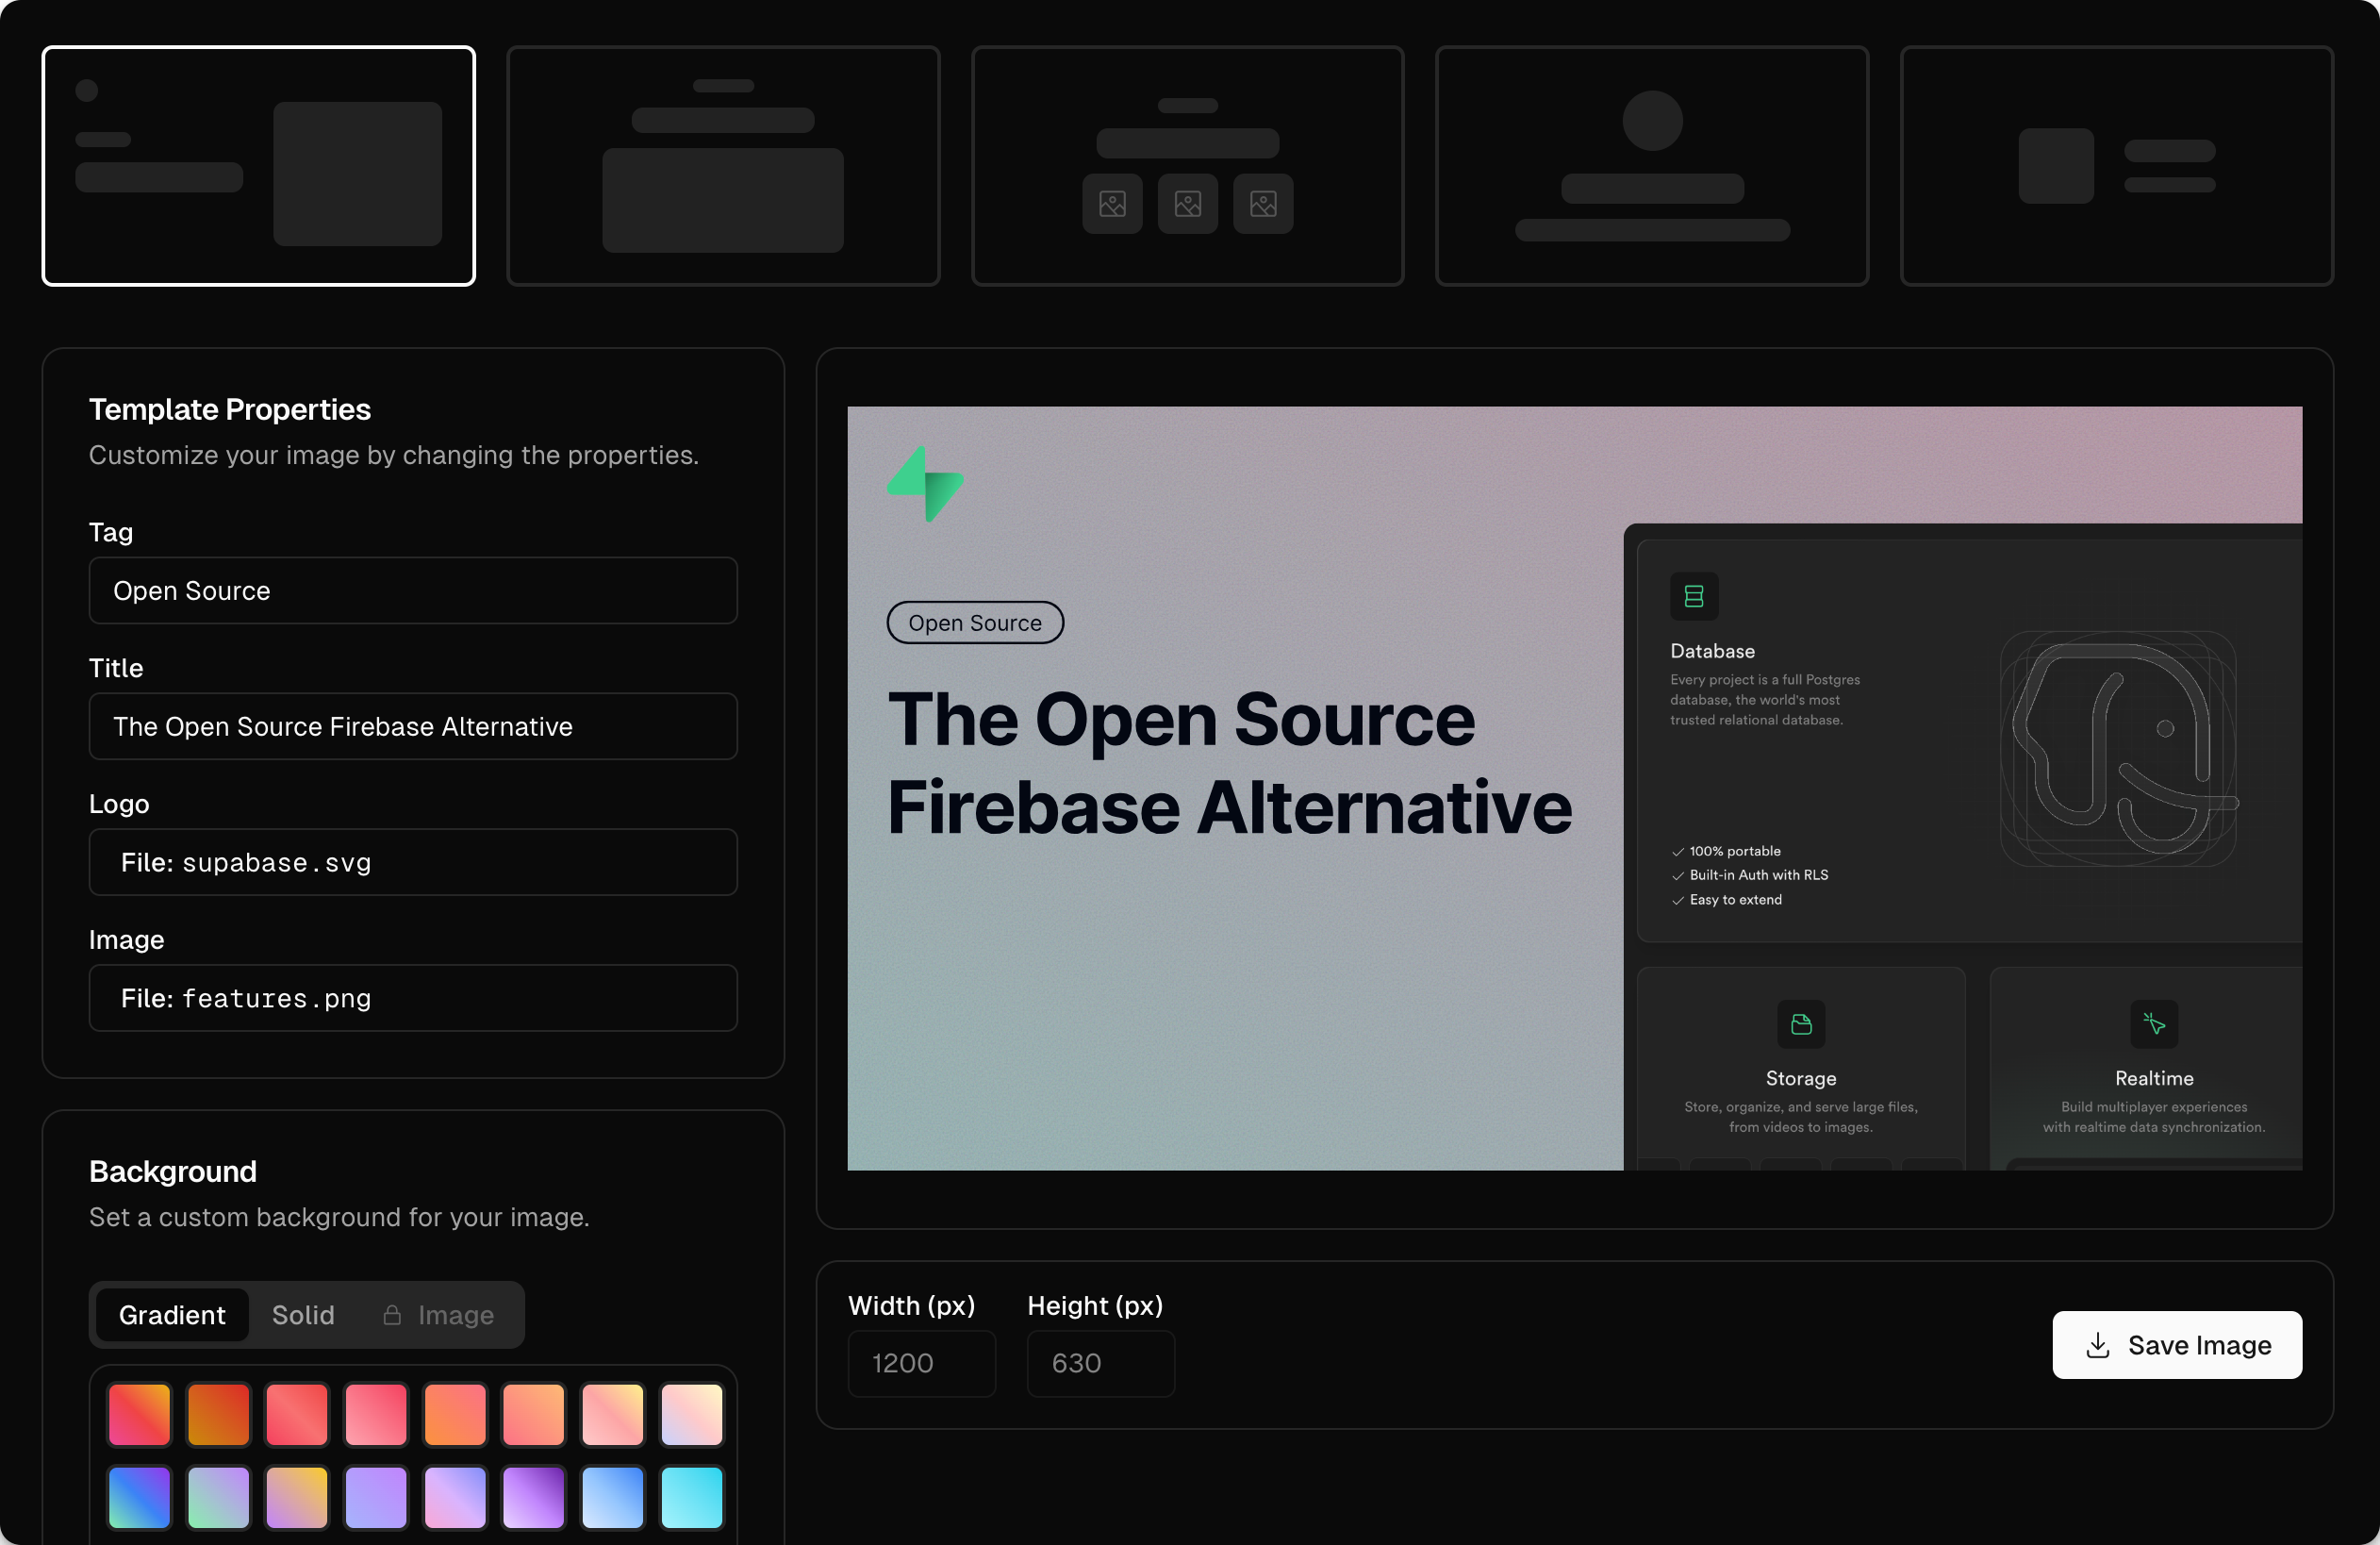 Template Properties
Customize your image by changing the properties.
Tag
Open Source
Title
The Open Source Firebase Alternative
Logo
File: supabase.svg
Image
File: features.png
Background
Set a custom background for your image.
Gradient
Solid
Image
Open Source
The Open Source
Firebase Alternative
Database
Every project is a full Postgres
database, the world's most
trusted relational database.
100% portable
Built-in Auth with RLS
Easy to extend
Storage
Store, organize, and serve large files,
from videos to images.
Realtime
Build multiplayer experiences
with realtime data synchronization.
Width (px)
Height (px)
1200
630
Save Image